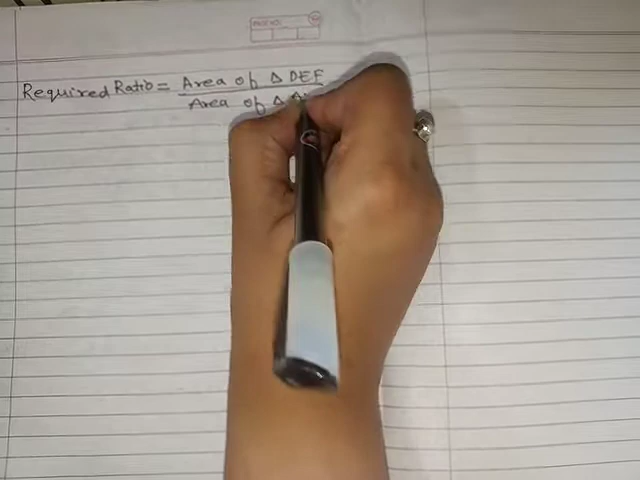 Required Ratio = Area of Δ DEF
Area of Δ